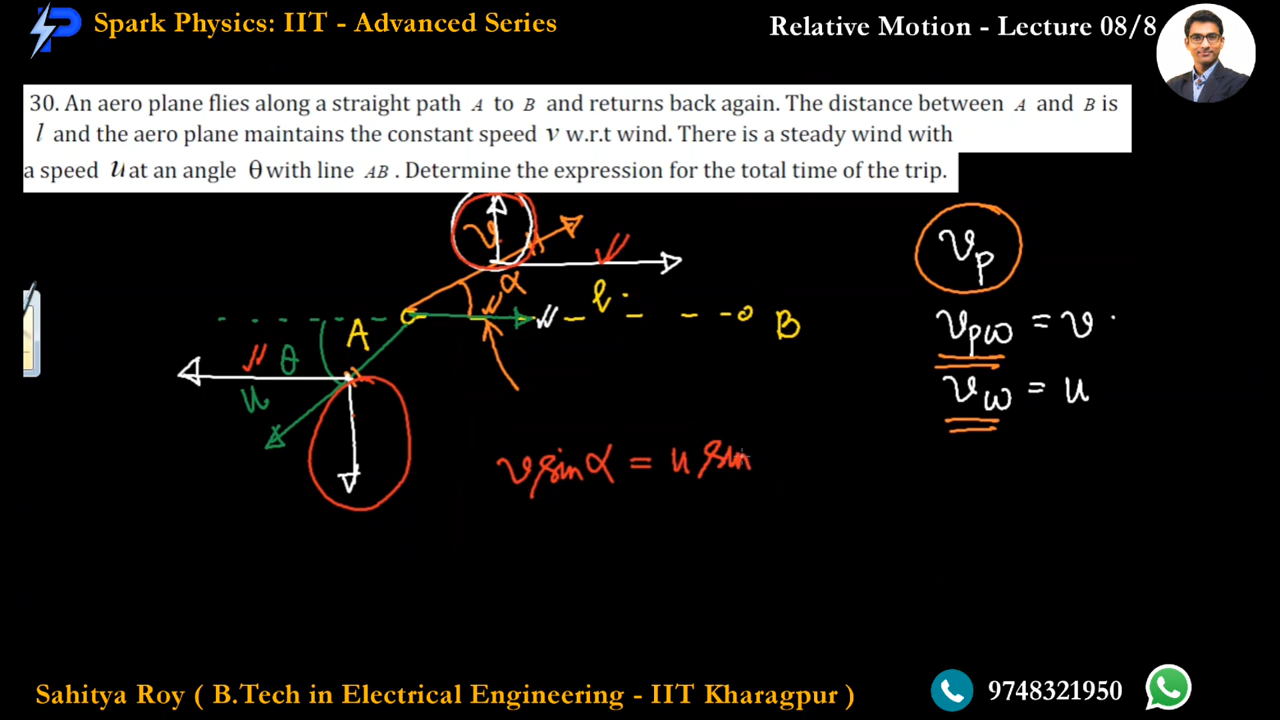 Spark Physics: IIT - Advanced Series
Relative Motion - Lecture 08/8
30. An aero plane flies along a straight path A to B and returns back again. The distance between A and B is
l and the aero plane maintains the constant speed v w.r.t wind. There is a steady wind with
a speed u at an angle θ with line AB. Determine the expression for the total time of the trip.
v
α
l
A
B
θ
u
v_p
v_pw = v
v_w = u
v sin α = u sin
Sahitya Roy ( B.Tech in Electrical Engineering - IIT Kharagpur )
9748321950